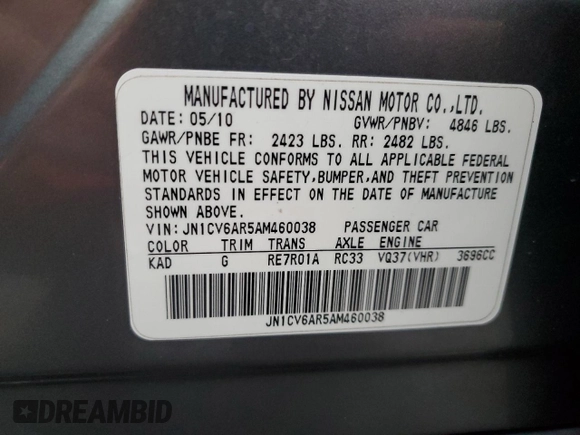 MANUFACTURED BY NISSAN MOTOR CO.,LTD.
DATE: 05/10 GVWR/PNBV: 4846 LBS.
GAWR/PNBE FR: 2423 LBS. RR: 2482 LBS.
THIS VEHICLE CONFORMS TO ALL APPLICABLE FEDERAL
MOTOR VEHICLE SAFETY,BUMPER,AND THEFT PREVENTION
STANDARDS IN EFFECT ON THE DATE OF MANUFACTURE
SHOWN ABOVE.
VIN: JN1CV6AR5AM460038 PASSENGER CAR
COLOR TRIM TRANS AXLE ENGINE
KAD G RE7R01A RC33 VQ37(VHR) 3696CC
JN1CV6AR5AM460038
DREAMBID